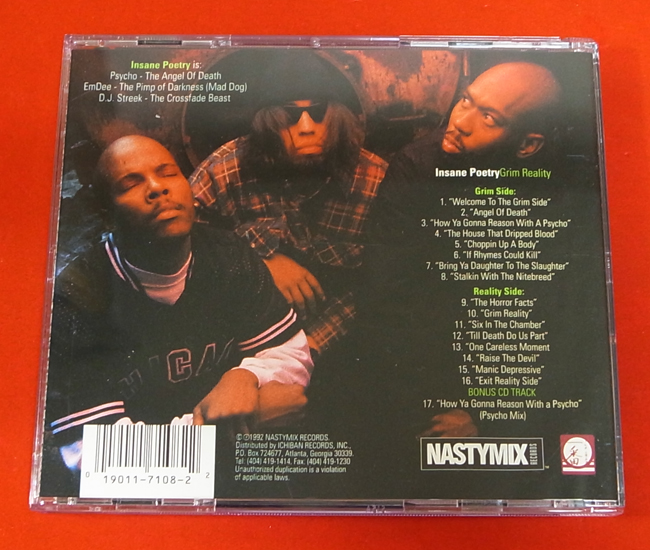 Insane Poetry is:
Psycho - The Angel Of Death
EmDee - The Pimp of Darkness (Mad Dog)
D.J. Streek - The Crossfade Beast
Insane PoetryGrim Reality
Grim Side:
1. "Welcome To The Grim Side"
2. "Angel Of Death"
3. "How Ya Gonna Reason With A Psycho"
4. "The House That Dripped Blood"
5. "Choppin Up A Body"
6. "If Rhymes Could Kill"
7. "Bring Ya Daughter To The Slaughter"
8. "Stalkin With The Nitebreed"
Reality Side:
9. "The Horror Facts"
10. "Grim Reality"
11. "Six In The Chamber"
12. "Till Death Do Us Part"
13. "One Careless Moment
14. "Raise The Devil"
15. "Manic Depressive"
16. "Exit Reality Side"
BONUS CD TRACK
17. "How Ya Gonna Reason With a Psycho"
(Psycho Mix)
© ℗1992 NASTYMIX RECORDS.
Distributed by ICHIBAN RECORDS, INC.,
P.O. Box 724677, Atlanta, Georgia 30339.
Tel: (404) 419-1414. Fax: (404) 419-1230
Unauthorized duplication is a violation
of applicable laws.
NASTYMIX RECORDS
0 19011-7108-2 2